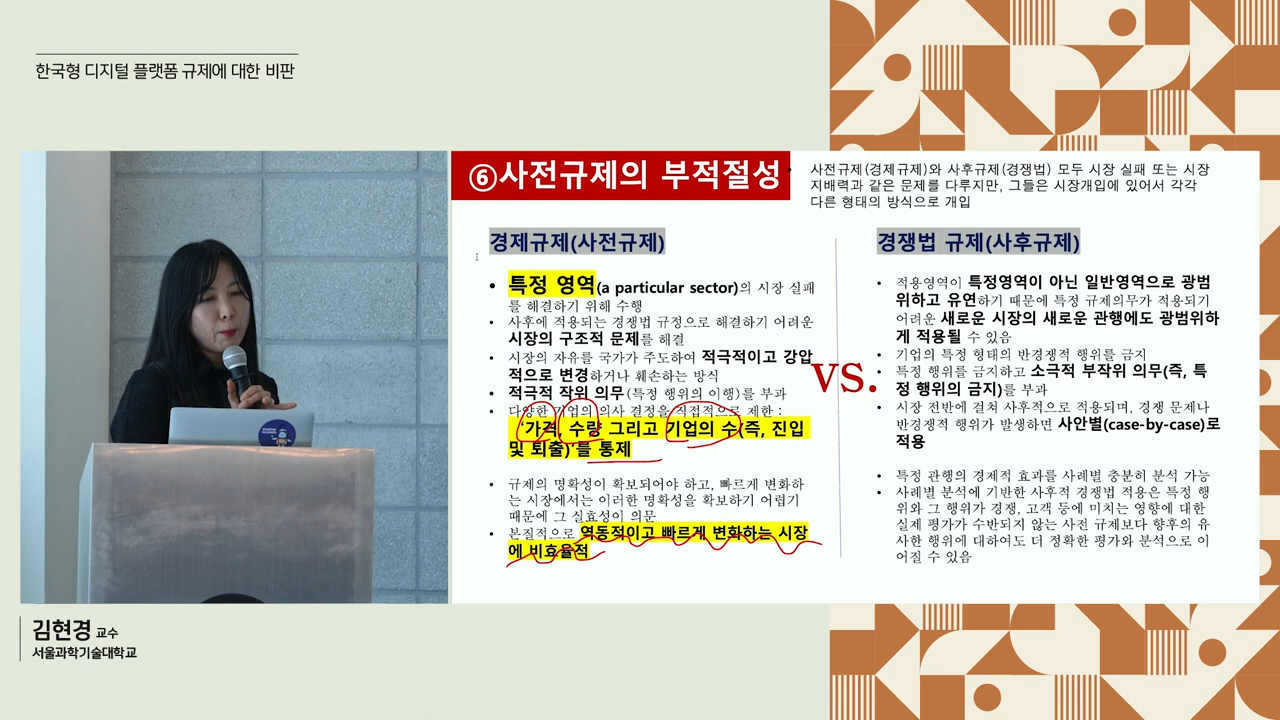 한국형 디지털 플랫폼 규제에 대한 비판
⑥사전규제의 부적절성
• 사전규제(경제규제)와 사후규제(경쟁법) 모두 시장 실패 또는 시장
지배력과 같은 문제를 다루지만, 그들은 시장개입에 있어서 각각
다른 형태의 방식으로 개입
경제규제(사전규제)
• 특정 영역(a particular sector)의 시장 실패
를 해결하기 위해 수행
• 사후에 적용되는 경쟁법 규정으로 해결하기 어려운
시장의 구조적 문제를 해결
• 시장의 자유를 국가가 주도하여 적극적이고 강압
적으로 변경하거나 훼손하는 방식
• 적극적 작위 의무(특정 행위의 이행)를 부과
• 다양한 기업의 의사 결정을 직접적으로 제한 :
‘가격, 수량 그리고 기업의 수(즉, 진입
및 퇴출)’를 통제
• 규제의 명확성이 확보되어야 하고, 빠르게 변화하
는 시장에서는 이러한 명확성을 확보하기 어렵기
때문에 그 실효성이 의문
• 본질적으로 역동적이고 빠르게 변화하는 시장
에 비효율적
vs.
경쟁법 규제(사후규제)
• 적용영역이 특정영역이 아닌 일반영역으로 광범
위하고 유연하기 때문에 특정 규제의무가 적용되기
어려운 새로운 시장의 새로운 관행에도 광범위하
게 적용될 수 있음
• 기업의 특정 형태의 반경쟁적 행위를 금지
• 특정 행위를 금지하고 소극적 부작위 의무(즉, 특
정 행위의 금지)를 부과
• 시장 전반에 걸쳐 사후적으로 적용되며, 경쟁 문제나
반경쟁적 행위가 발생하면 사안별(case-by-case)로
적용
• 특정 관행의 경제적 효과를 사례별 충분히 분석 가능
• 사례별 분석에 기반한 사후적 경쟁법 적용은 특정 행
위와 그 행위가 경쟁, 고객 등에 미치는 영향에 대한
실제 평가가 수반되지 않는 사전 규제보다 향후의 유
사한 행위에 대하여도 더 정확한 평가와 분석으로 이
어질 수 있음
김현경 교수
서울과학기술대학교